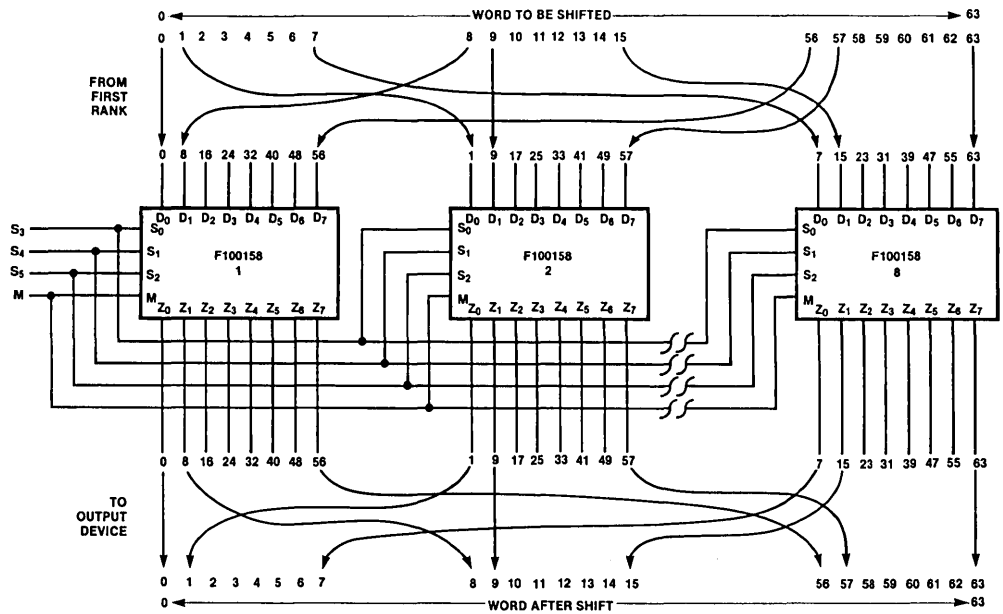 0 WORD TO BE SHIFTED 63
0 1 2 3 4 5 6 7 8 9 10 11 12 13 14 15 56 57 58 59 60 61 62 63
FROM
FIRST
RANK
0 8 16 24 32 40 48 56 1 9 17 25 33 41 49 57 7 15 23 31 39 47 55 63
D0 D1 D2 D3 D4 D5 D6 D7 D0 D1 D2 D3 D4 D5 D6 D7 D0 D1 D2 D3 D4 D5 D6 D7
S3 S0 S0 S0
S4 S1 F100158 S1 F100158 S1 F100158
S5 S2 1 S2 2 S2 8
M M M M
Z0 Z1 Z2 Z3 Z4 Z5 Z6 Z7 Z0 Z1 Z2 Z3 Z4 Z5 Z6 Z7 Z0 Z1 Z2 Z3 Z4 Z5 Z6 Z7
0 8 16 24 32 40 48 56 1 9 17 25 33 41 49 57 7 15 23 31 39 47 55 63
TO
OUTPUT
DEVICE
0 1 2 3 4 5 6 7 8 9 10 11 12 13 14 15 56 57 58 59 60 61 62 63
0 WORD AFTER SHIFT 63